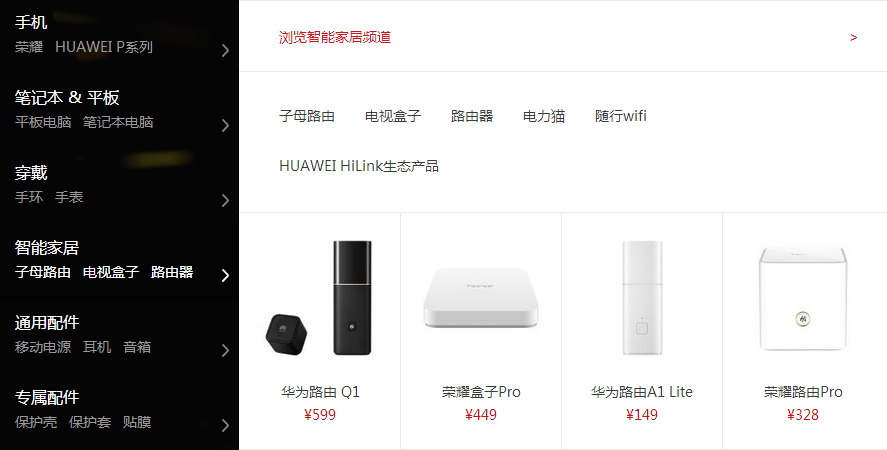 手机
荣耀 HUAWEI P系列
笔记本 & 平板
平板电脑 笔记本电脑
穿戴
手环 手表
智能家居
子母路由 电视盒子 路由器
通用配件
移动电源 耳机 音箱
专属配件
保护壳 保护套 贴膜
浏览智能家居频道 >
子母路由 电视盒子 路由器 电力猫 随行wifi
HUAWEI HiLink生态产品
华为路由 Q1
¥599
荣耀盒子Pro
¥449
华为路由A1 Lite
¥149
荣耀路由Pro
¥328